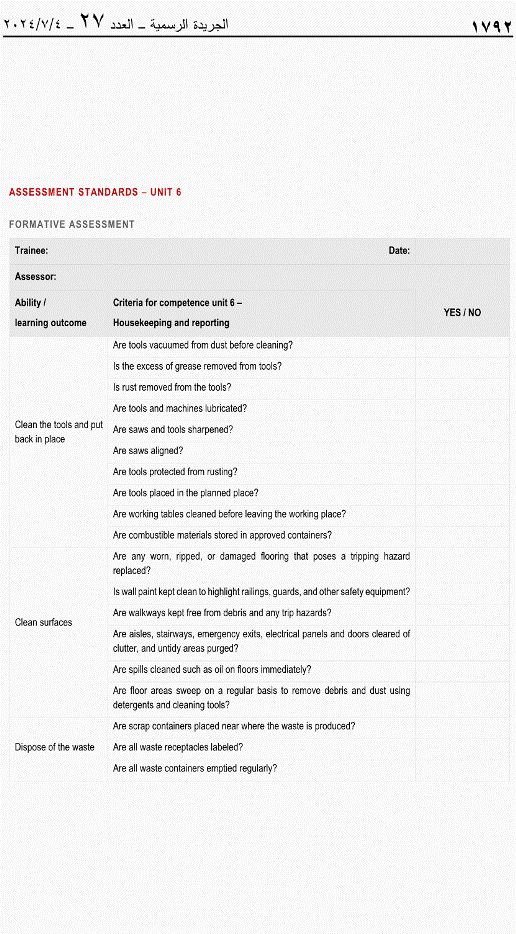 ١٧٩٢ الجريدة الرسمية – العدد ٢٧ – ٢٠٢٤/٧/٤
ASSESSMENT STANDARDS – UNIT 6
FORMATIVE ASSESSMENT
Trainee: Date:
Assessor:
Ability / learning outcome
Criteria for competence unit 6 –
Housekeeping and reporting
YES / NO
Clean the tools and put
back in place
Are tools vacuumed from dust before cleaning?
Is the excess of grease removed from tools?
Is rust removed from the tools?
Are tools and machines lubricated?
Are saws and tools sharpened?
Are saws aligned?
Are tools protected from rusting?
Are tools placed in the planned place?
Are working tables cleaned before leaving the working place?
Are combustible materials stored in approved containers?
Clean surfaces
Are any worn, ripped, or damaged flooring that poses a tripping hazard
replaced?
Is wall paint kept clean to highlight railings, guards, and other safety equipment?
Are walkways kept free from debris and any trip hazards?
Are aisles, stairways, emergency exits, electrical panels and doors cleared of
clutter, and untidy areas purged?
Are spills cleaned such as oil on floors immediately?
Are floor areas sweep on a regular basis to remove debris and dust using
detergents and cleaning tools?
Dispose of the waste
Are scrap containers placed near where the waste is produced?
Are all waste receptacles labeled?
Are all waste containers emptied regularly?